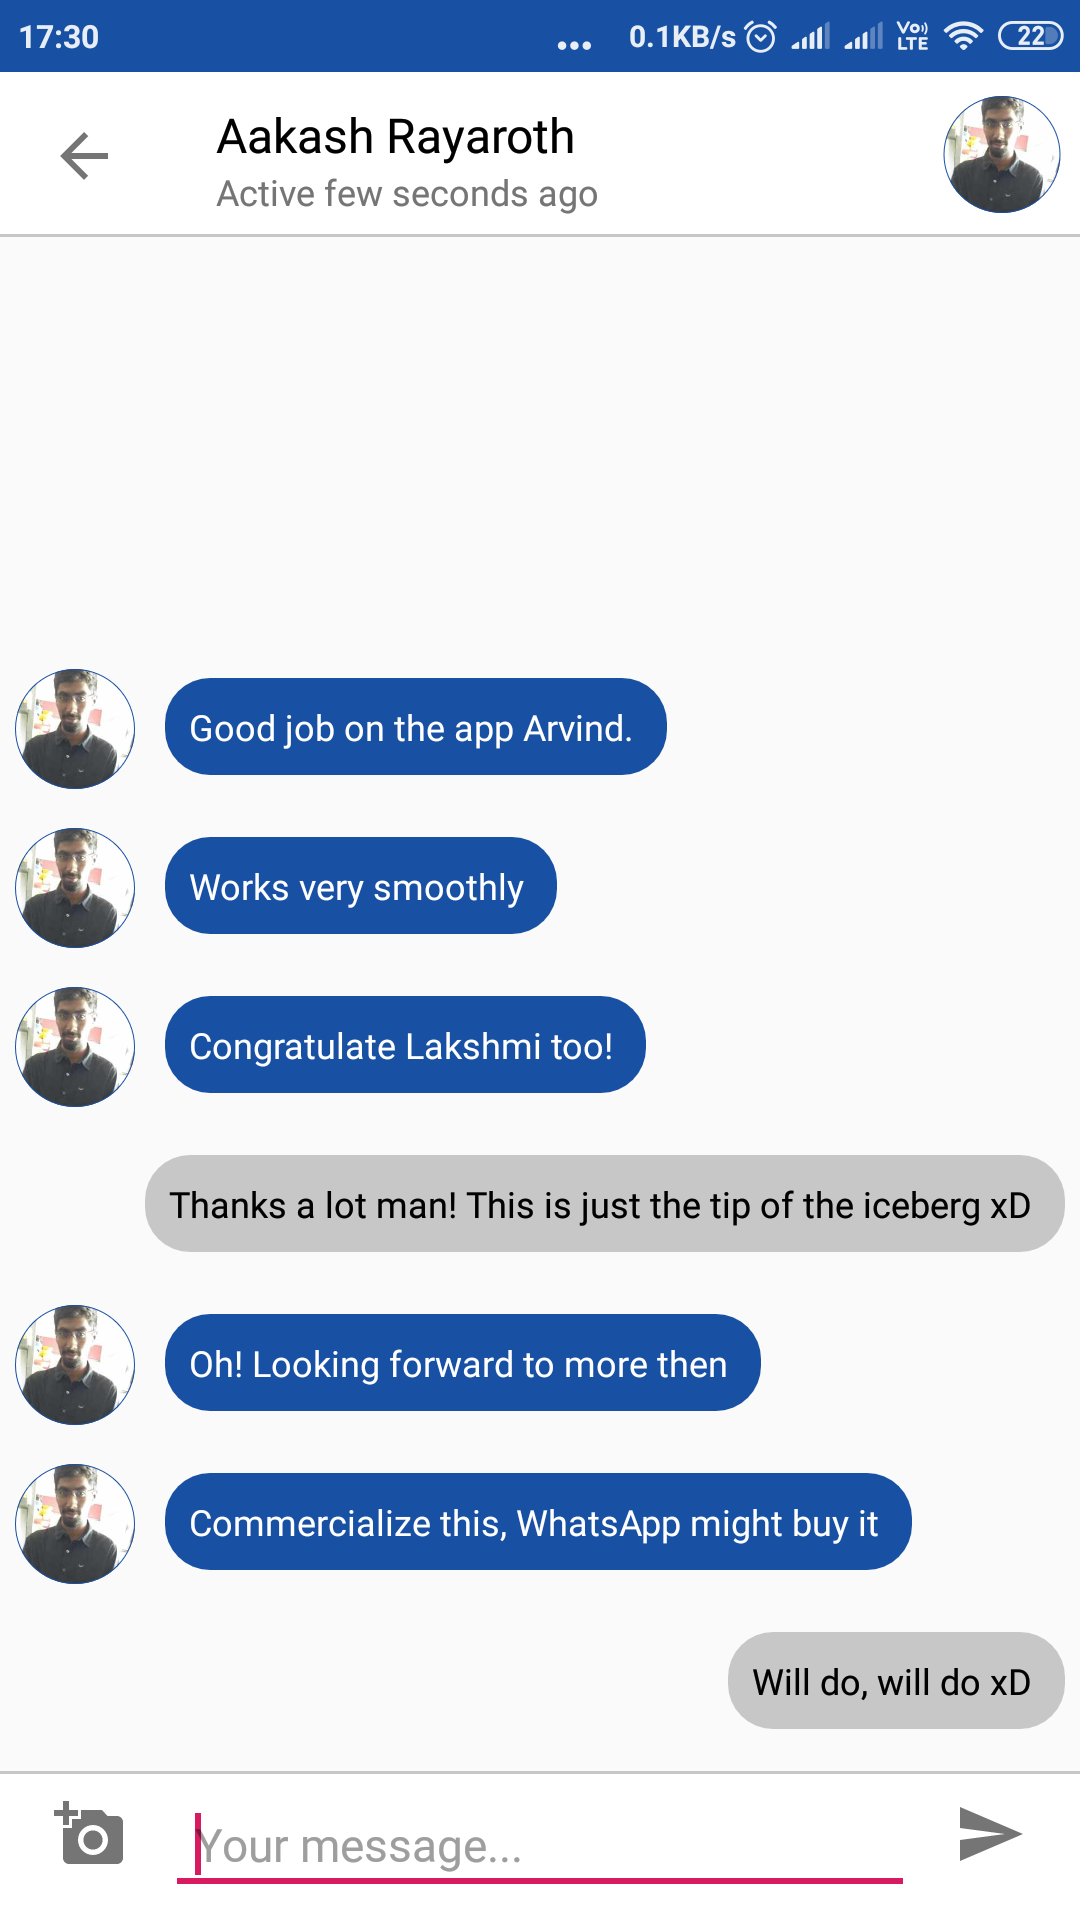 17:30 ... 0.1KB/s Vo)) LTE 22
Aakash Rayaroth
Active few seconds ago
Good job on the app Arvind.
Works very smoothly
Congratulate Lakshmi too!
Thanks a lot man! This is just the tip of the iceberg xD
Oh! Looking forward to more then
Commercialize this, WhatsApp might buy it
Will do, will do xD
Your message...